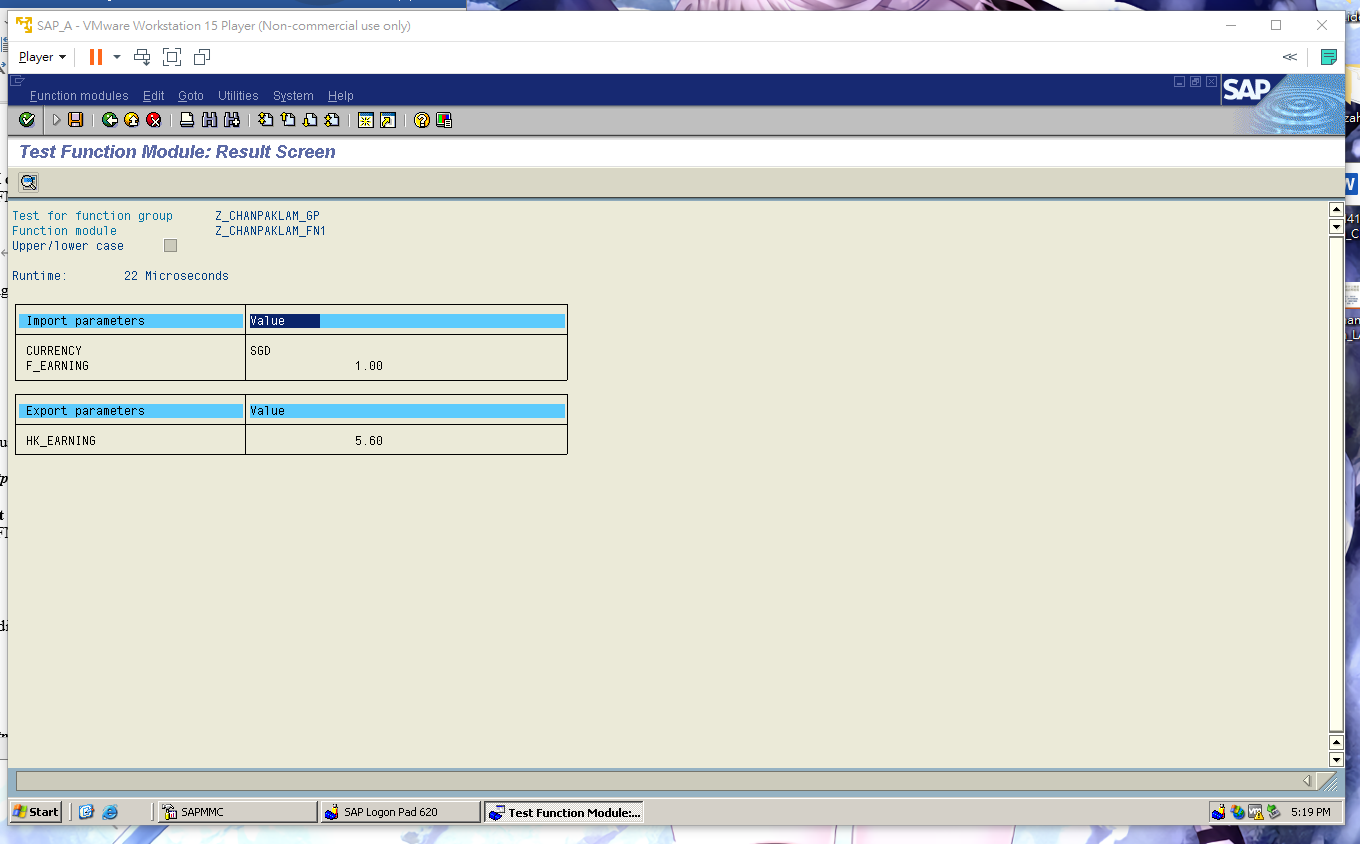 SAP_A - VMware Workstation 15 Player (Non-commercial use only)
Player
Function modules Edit Goto Utilities System Help
SAP
Test Function Module: Result Screen
Test for function group Z_CHANPAKLAM_GP
Function module Z_CHANPAKLAM_FN1
Upper/lower case
Runtime: 22 Microseconds
Import parameters Value
CURRENCY SGD
F_EARNING 1.00
Export parameters Value
HK_EARNING 5.60
Start SAPMMC SAP Logon Pad 620 Test Function Module:... 5:19 PM